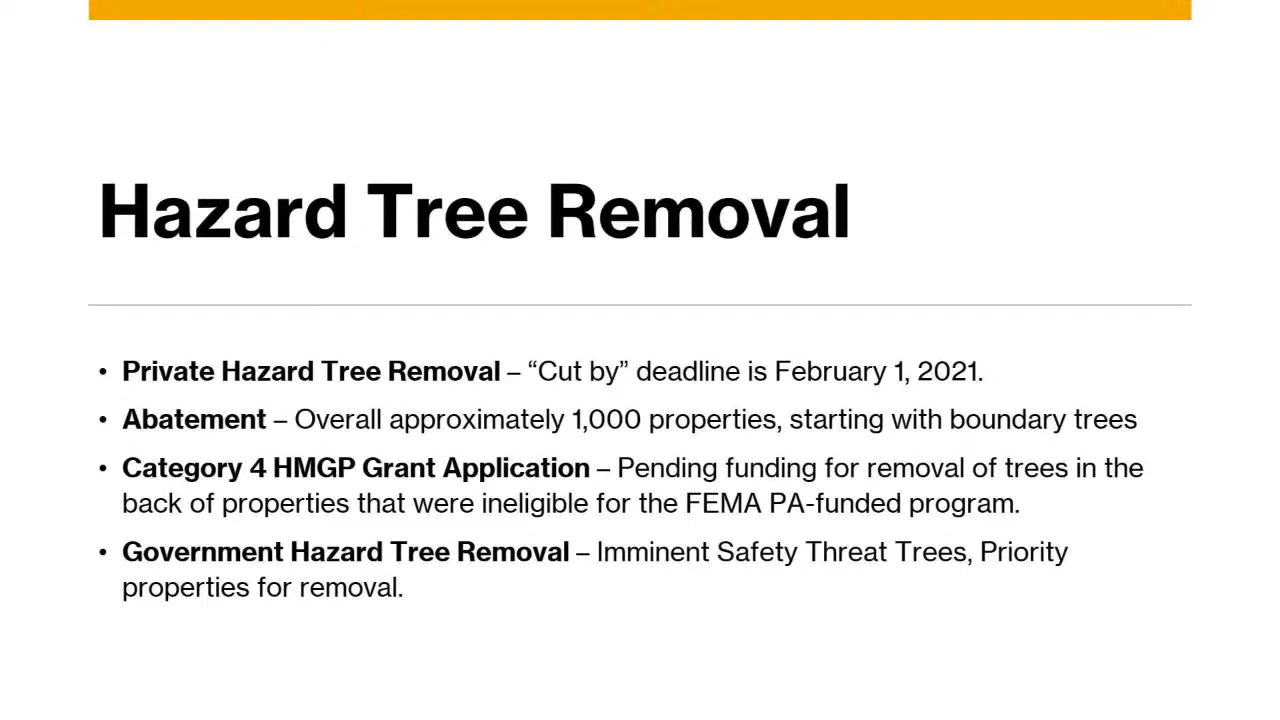 Hazard Tree Removal
• Private Hazard Tree Removal – “Cut by” deadline is February 1, 2021.
• Abatement – Overall approximately 1,000 properties, starting with boundary trees
• Category 4 HMGP Grant Application – Pending funding for removal of trees in the
back of properties that were ineligible for the FEMA PA-funded program.
• Government Hazard Tree Removal – Imminent Safety Threat Trees, Priority
properties for removal.